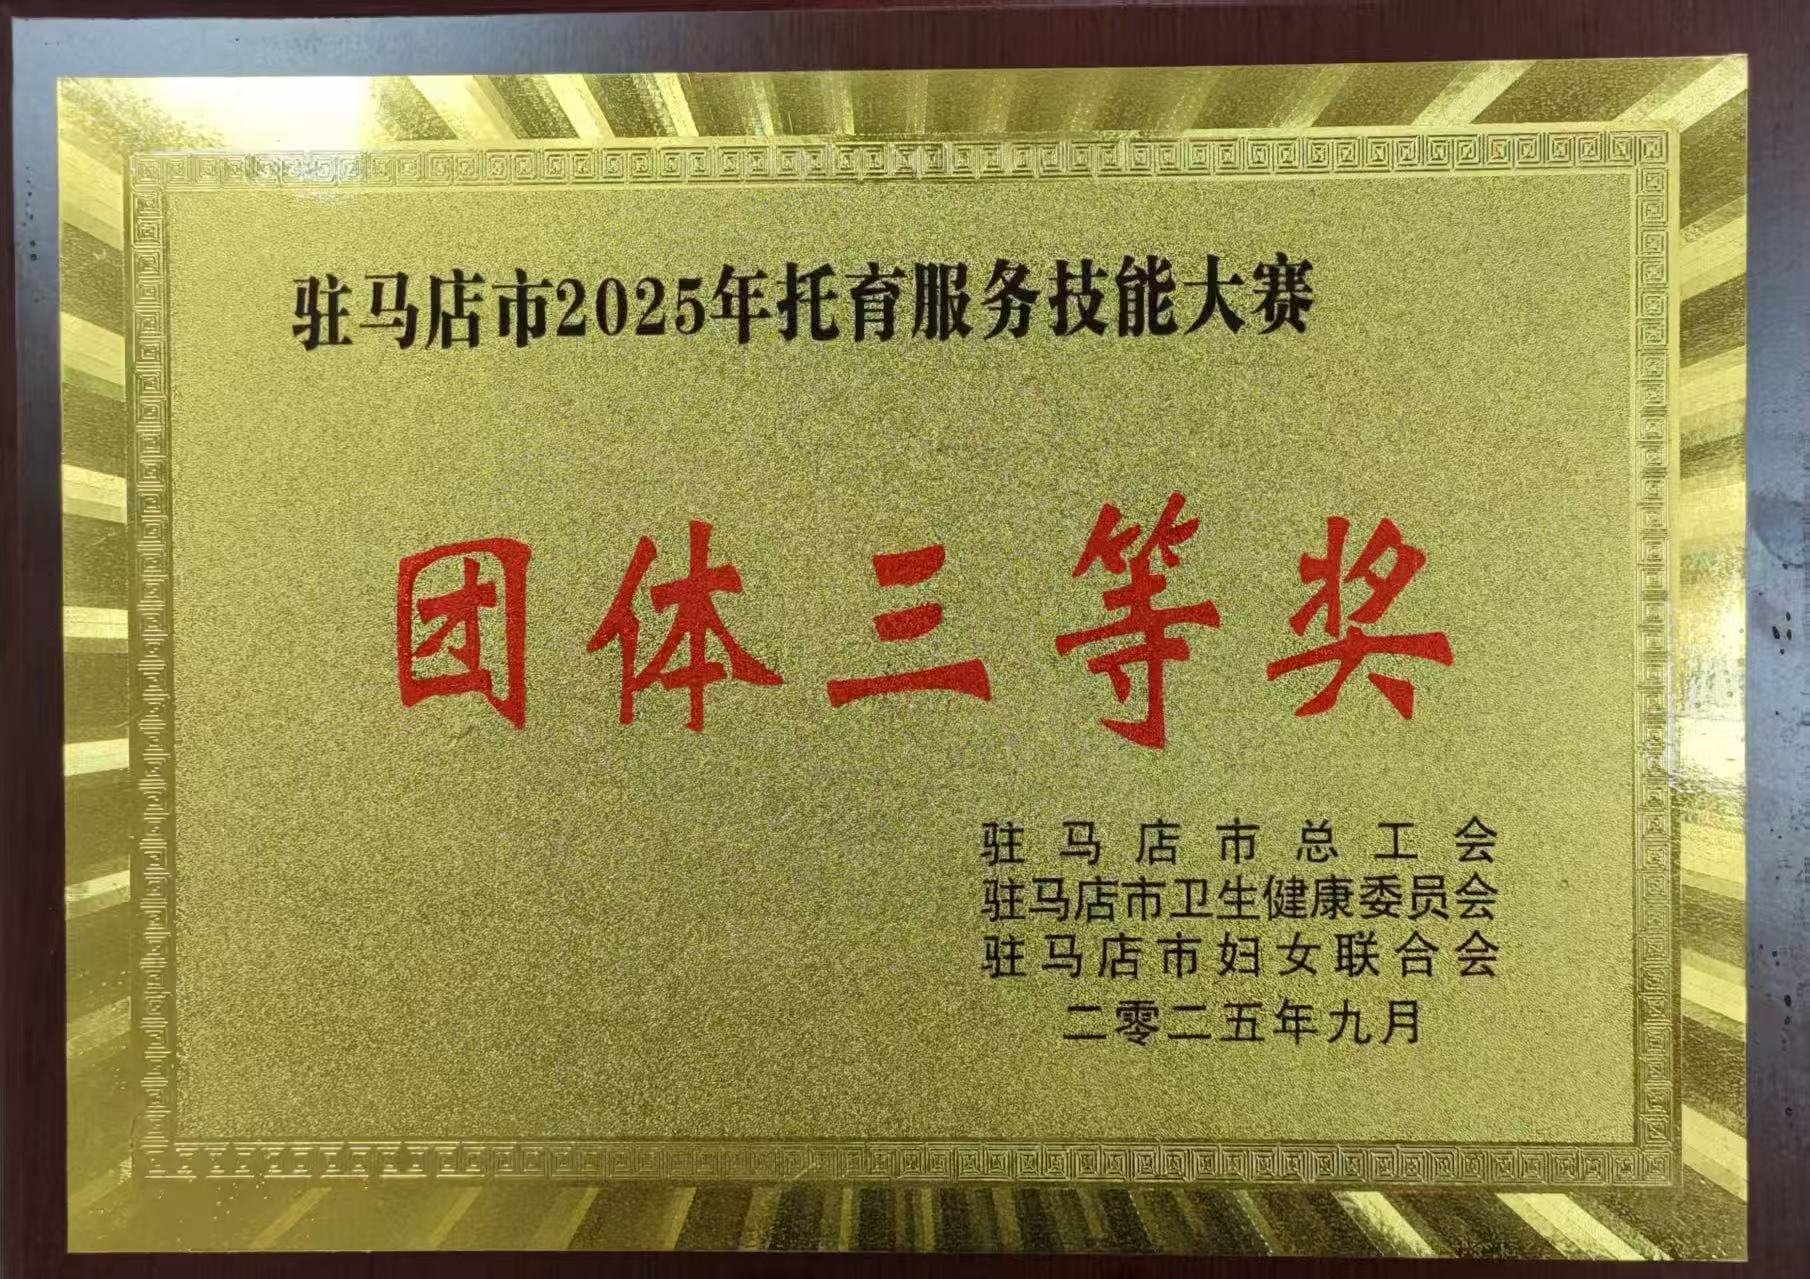 驻马店市2025年托育服务技能大赛
团体三等奖
驻马店市总工会
驻马店市卫生健康委员会
驻马店市妇女联合会
二零二五年九月